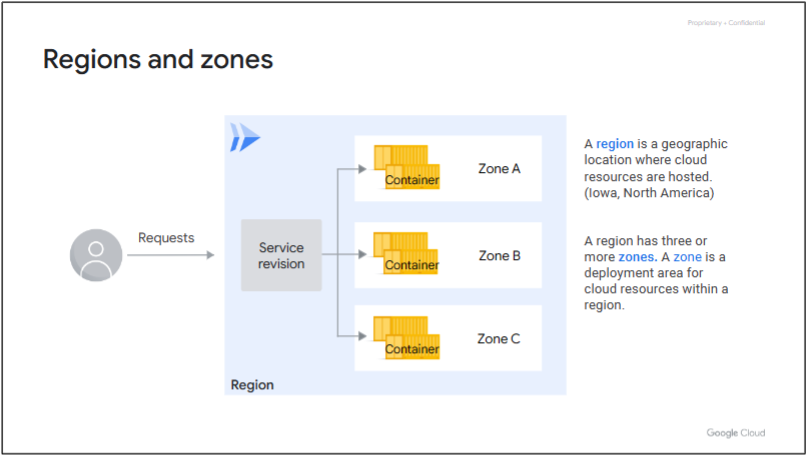 Proprietary + Confidential
Regions and zones
Requests
Service
revision
Container
Zone A
Container
Zone B
Container
Zone C
Region
A region is a geographic
location where cloud
resources are hosted.
(Iowa, North America)
A region has three or
more zones. A zone is a
deployment area for
cloud resources within a
region.
Google Cloud